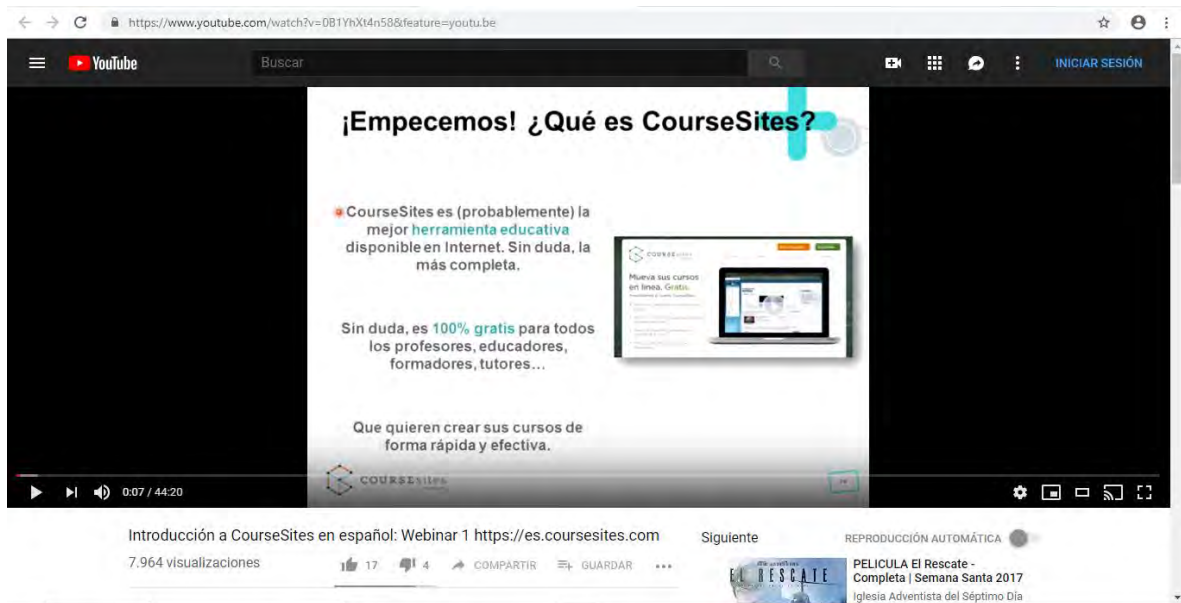 https://www.youtube.com/watch?v=0B1YhXt4n58&feature=youtu.be
YouTube
Buscar
INICIAR SESIÓN
¡Empecemos! ¿Qué es CourseSites?
CourseSites es (probablemente) la
mejor herramienta educativa
disponible en Internet. Sin duda, la
más completa.
Sin duda, es 100% gratis para todos
los profesores, educadores,
formadores, tutores…
Que quieren crear sus cursos de
forma rápida y efectiva.
COURSEsites
Mueva sus cursos
en línea. Gratis.
COURSEsites
0:07 / 44:20
Introducción a CourseSites en español: Webinar 1 https://es.coursesites.com
7.964 visualizaciones
17
4
COMPARTIR
GUARDAR
Siguiente
REPRODUCCIÓN AUTOMÁTICA
EL RESCATE
PELICULA El Rescate -
Completa | Semana Santa 2017
Iglesia Adventista del Séptimo Día